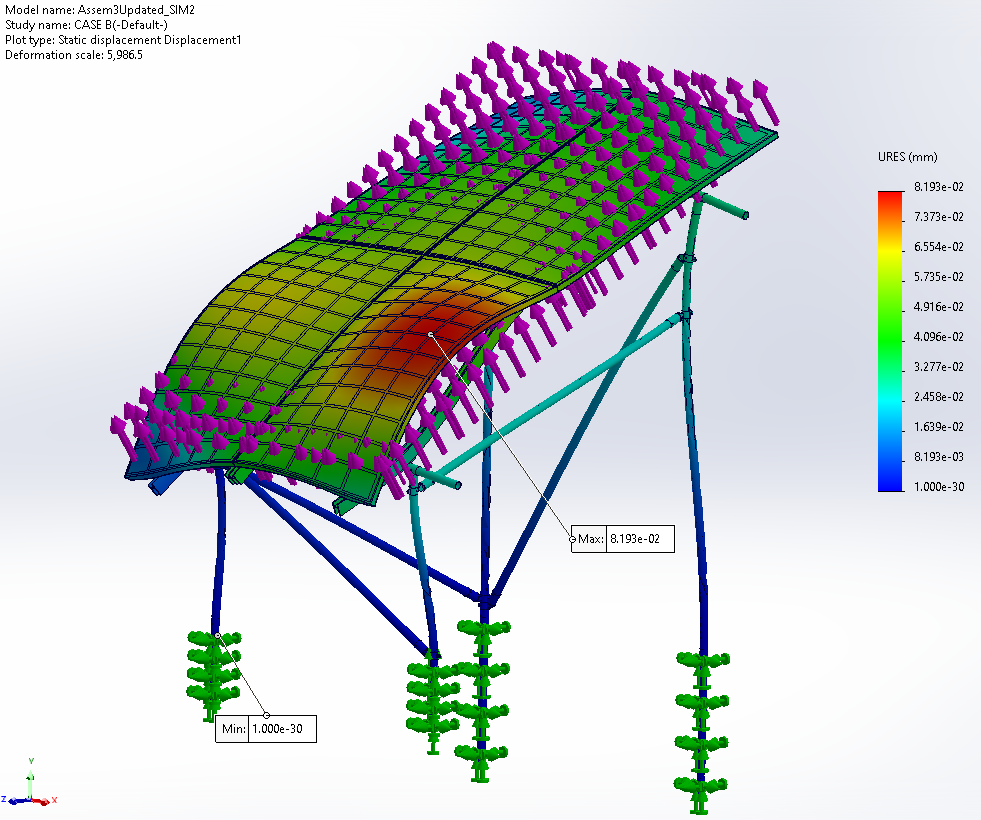 Model name: Assem3Updated_SIM2
Study name: CASE B(-Default-)
Plot type: Static displacement Displacement1
Deformation scale: 5,986.5
URES (mm)
8.193e-02
7.373e-02
6.554e-02
5.735e-02
4.916e-02
4.096e-02
3.277e-02
2.458e-02
1.639e-02
8.193e-03
1.000e-30
Max: 8.193e-02
Min: 1.000e-30
Y
Z X